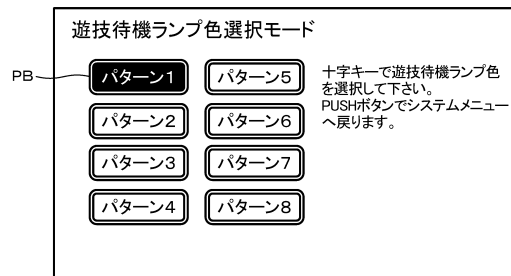 遊技待機ランプ色選択モード
PB
パターン1 パターン5
パターン2 パターン6
パターン3 パターン7
パターン4 パターン8
十字キーで遊技待機ランプ色
を選択して下さい。
PUSHボタンでシステムメニュー
へ戻ります。